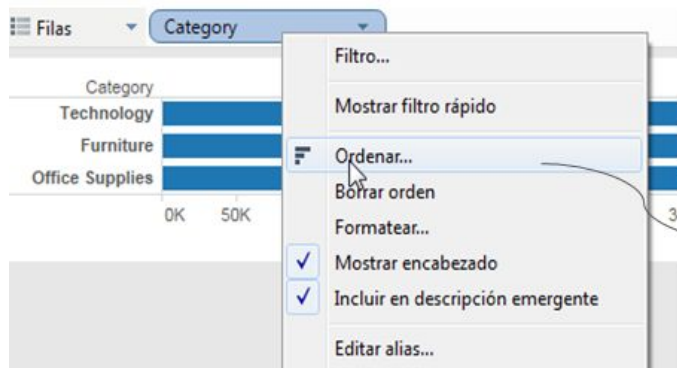 Filas
Category
Filtro...
Category
Mostrar filtro rápido
Technology
Furniture
Ordenar...
Office Supplies
Borrar orden
0K 50K 3
Formatear...
Mostrar encabezado
Incluir en descripción emergente
Editar alias...